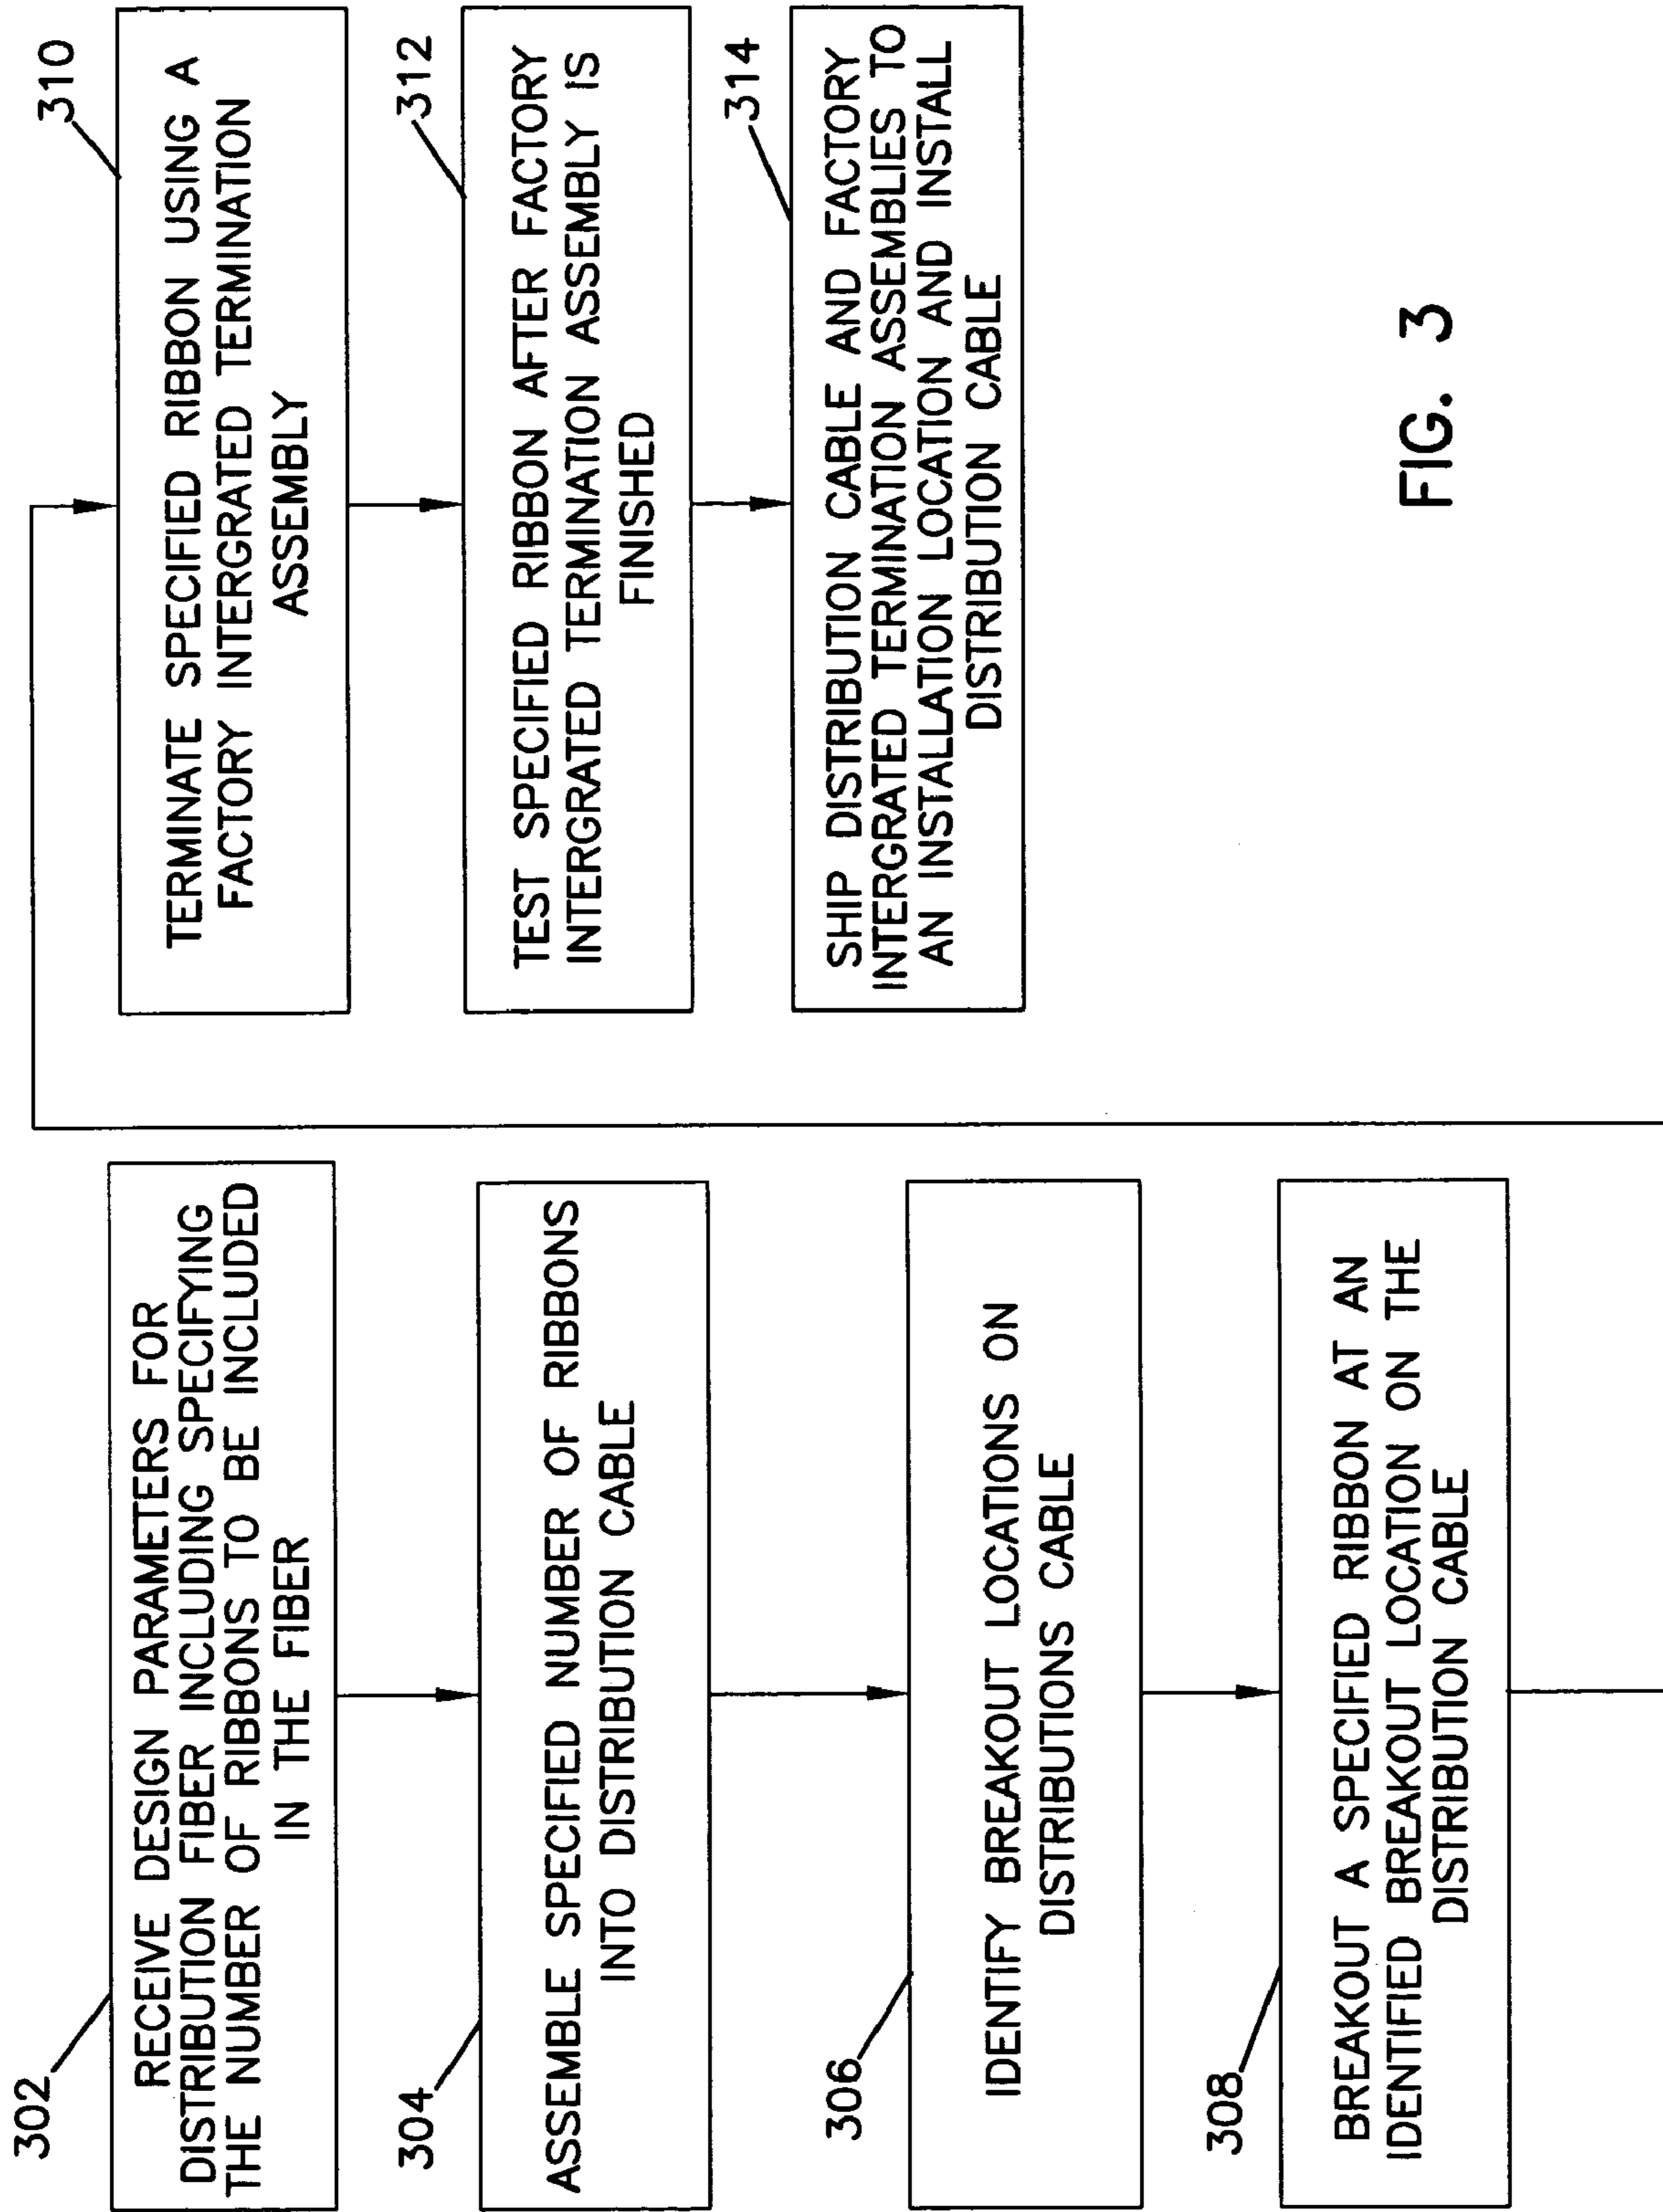 302
RECEIVE DESIGN PARAMETERS FOR
DISTRIBUTION FIBER INCLUDING SPECIFYING
THE NUMBER OF RIBBONS TO BE INCLUDED
IN THE FIBER
304
ASSEMBLE SPECIFIED NUMBER OF RIBBONS
INTO DISTRIBUTION CABLE
306
IDENTIFY BREAKOUT LOCATIONS ON
DISTRIBUTIONS CABLE
308
BREAKOUT A SPECIFIED RIBBON AT AN
IDENTIFIED BREAKOUT LOCATION ON THE
DISTRIBUTION CABLE
310
TERMINATE SPECIFIED RIBBON USING A
FACTORY INTERGRATED TERMINATION
ASSEMBLY
312
TEST SPECIFIED RIBBON AFTER FACTORY
INTERGRATED TERMINATION ASSEMBLY IS
FINISHED
314
SHIP DISTRIBUTION CABLE AND FACTORY
INTERGRATED TERMINATION ASSEMBLIES TO
AN INSTALLATION LOCATION AND INSTALL
DISTRIBUTION CABLE
FIG. 3